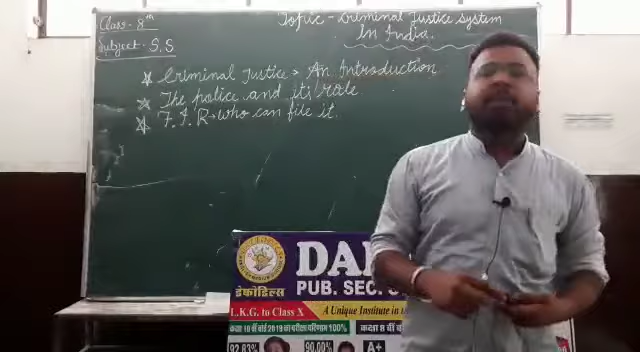 Class - 8th
Subject - S.S
Topic - Criminal Justice System
In India.
★ Criminal Justice - An Introduction
★ The police and its role
★ F.I.R → who can file it.
डेफोडिल्स
PUB. SEC.
L.K.G. to Class X
A Unique Institute in
कक्षा 10 वीं बोर्ड 2019 का परीक्षा परिणाम 100%
कक्षा 8 वीं
92.83%
90.00%
A+